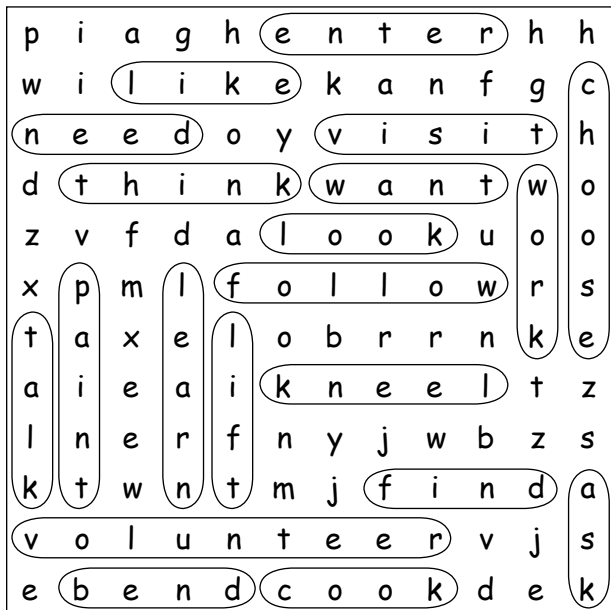 p i a g h e n t e r h h
w i l i k e k a n f g c
n e e d o y v i s i t h
d t h i n k w a n t w o
z v f d a l o o k u o o
x p m l f o l l o w r s
t a x e l o b r r n k e
a i e a i k n e e l t z
l n e r f n y j w b z s
k t w n t m j f i n d a
v o l u n t e e r v j s
e b e n d c o o k d e k